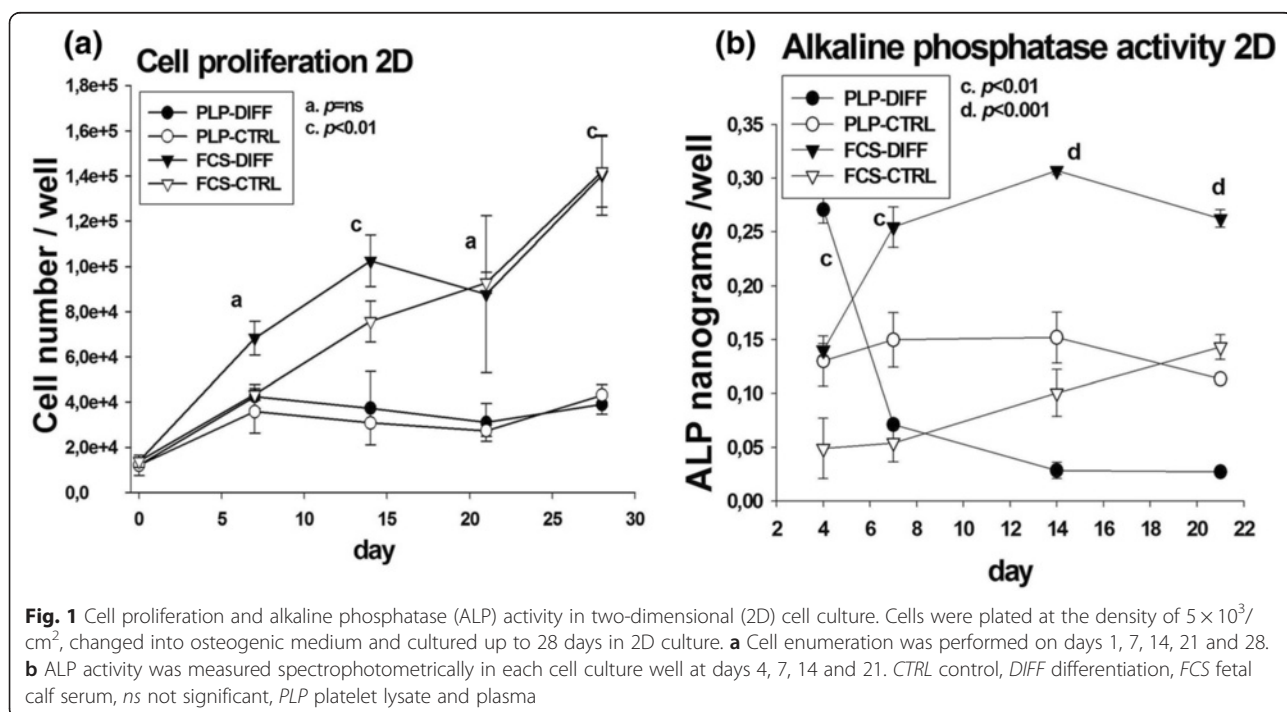 (a)
Cell proliferation 2D
1,8e+5
1,6e+5
1,4e+5
1,2e+5
1,0e+5
8,0e+4
6,0e+4
4,0e+4
2,0e+4
0,0
Cell number / well
PLP-DIFF
PLP-CTRL
FCS-DIFF
FCS-CTRL
a. p=ns
c. p<0.01
a
c
a
c
0 5 10 15 20 25 30
day
(b)
Alkaline phosphatase activity 2D
PLP-DIFF
PLP-CTRL
FCS-DIFF
FCS-CTRL
c. p<0.01
d. p<0.001
0,35
0,30
0,25
0,20
0,15
0,10
0,05
0,00
ALP nanograms /well
c
c
d
d
2 4 6 8 10 12 14 16 18 20 22
day
Fig. 1 Cell proliferation and alkaline phosphatase (ALP) activity in two-dimensional (2D) cell culture. Cells were plated at the density of 5 × 10³/
cm², changed into osteogenic medium and cultured up to 28 days in 2D culture. a Cell enumeration was performed on days 1, 7, 14, 21 and 28.
b ALP activity was measured spectrophotometrically in each cell culture well at days 4, 7, 14 and 21. CTRL control, DIFF differentiation, FCS fetal
calf serum, ns not significant, PLP platelet lysate and plasma